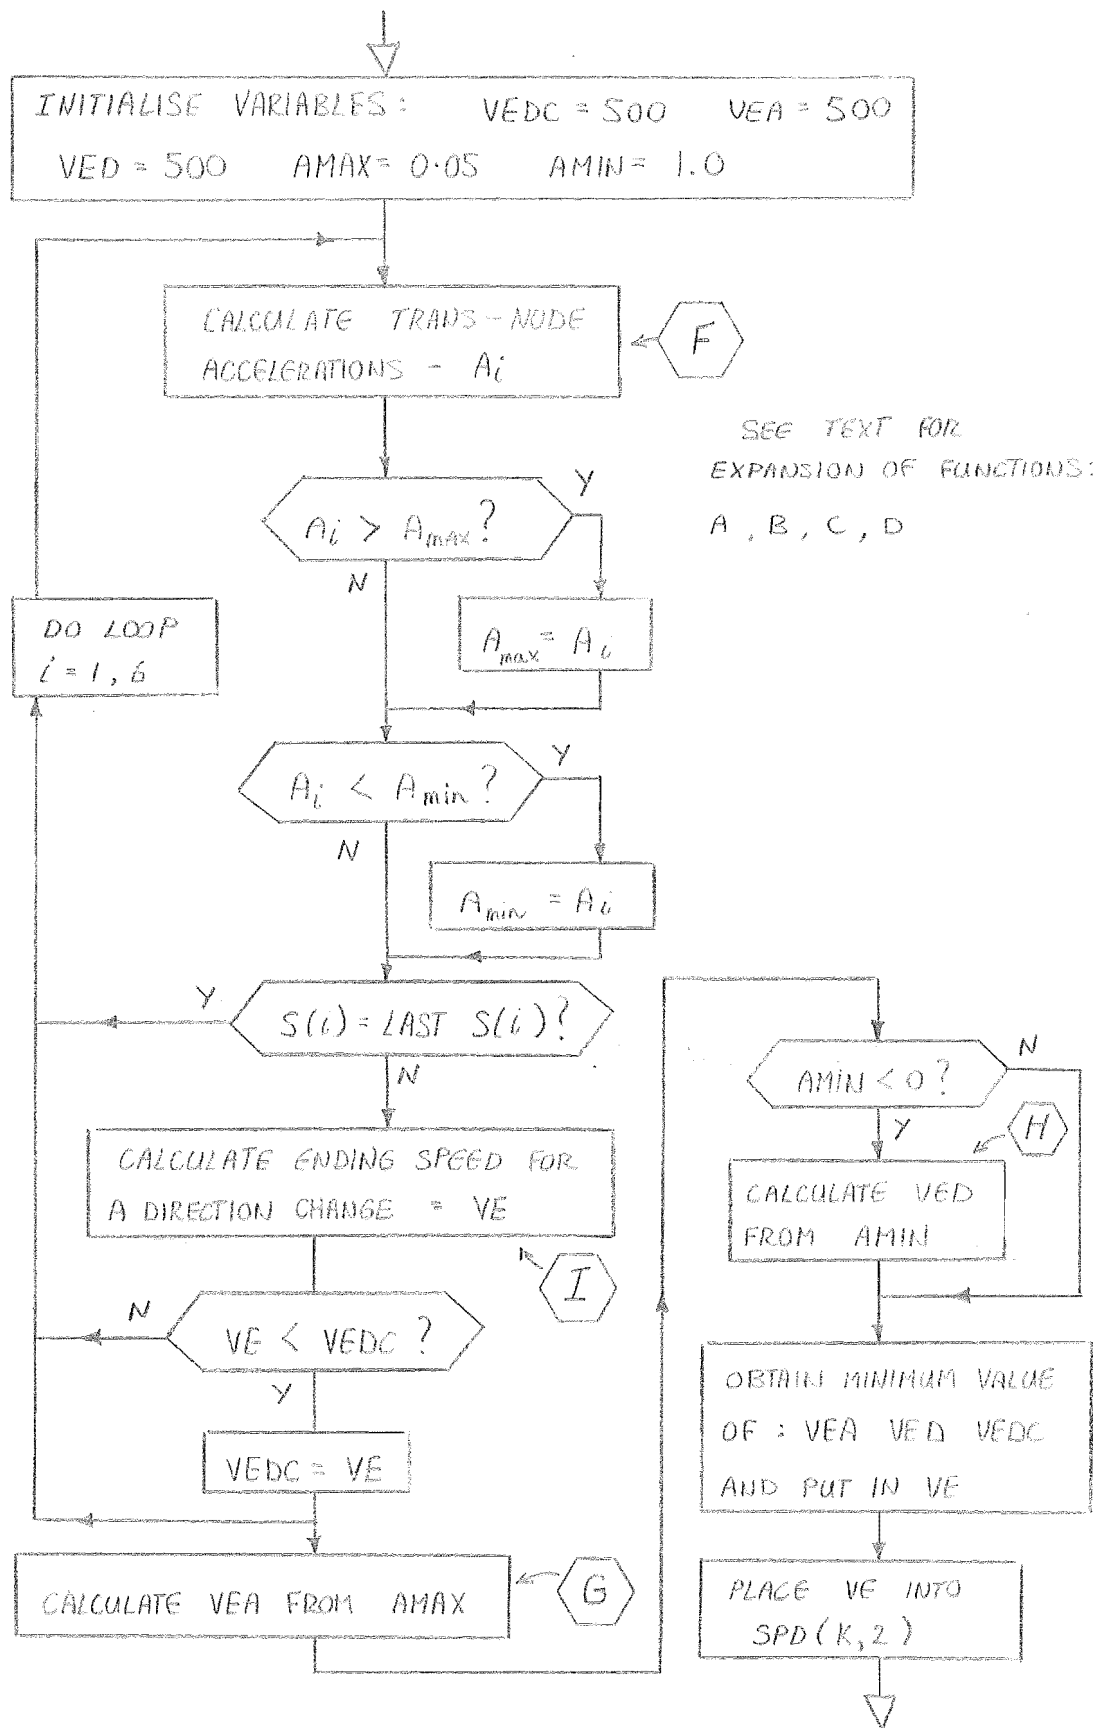 INITIALISE VARIABLES: VEDC = 500 VEA = 500
VED = 500 AMAX = 0.05 AMIN = 1.0
CALCULATE TRANS-NODE
ACCELERATIONS - Ai
F
SEE TEXT FOR
EXPANSION OF FUNCTIONS:
A, B, C, D
Ai > Amax?
Y
N
Amax = Ai
DO LOOP
i = 1, 6
Ai < Amin?
Y
N
Amin = Ai
S(i) = LAST S(i)?
Y
N
CALCULATE ENDING SPEED FOR
A DIRECTION CHANGE = VE
I
VE < VEDC ?
N
Y
VEDC = VE
CALCULATE VEA FROM AMAX
G
AMIN < 0?
N
Y
H
CALCULATE VED
FROM AMIN
OBTAIN MINIMUM VALUE
OF : VEA VED VEDC
AND PUT IN VE
PLACE VE INTO
SPD (K, 2)